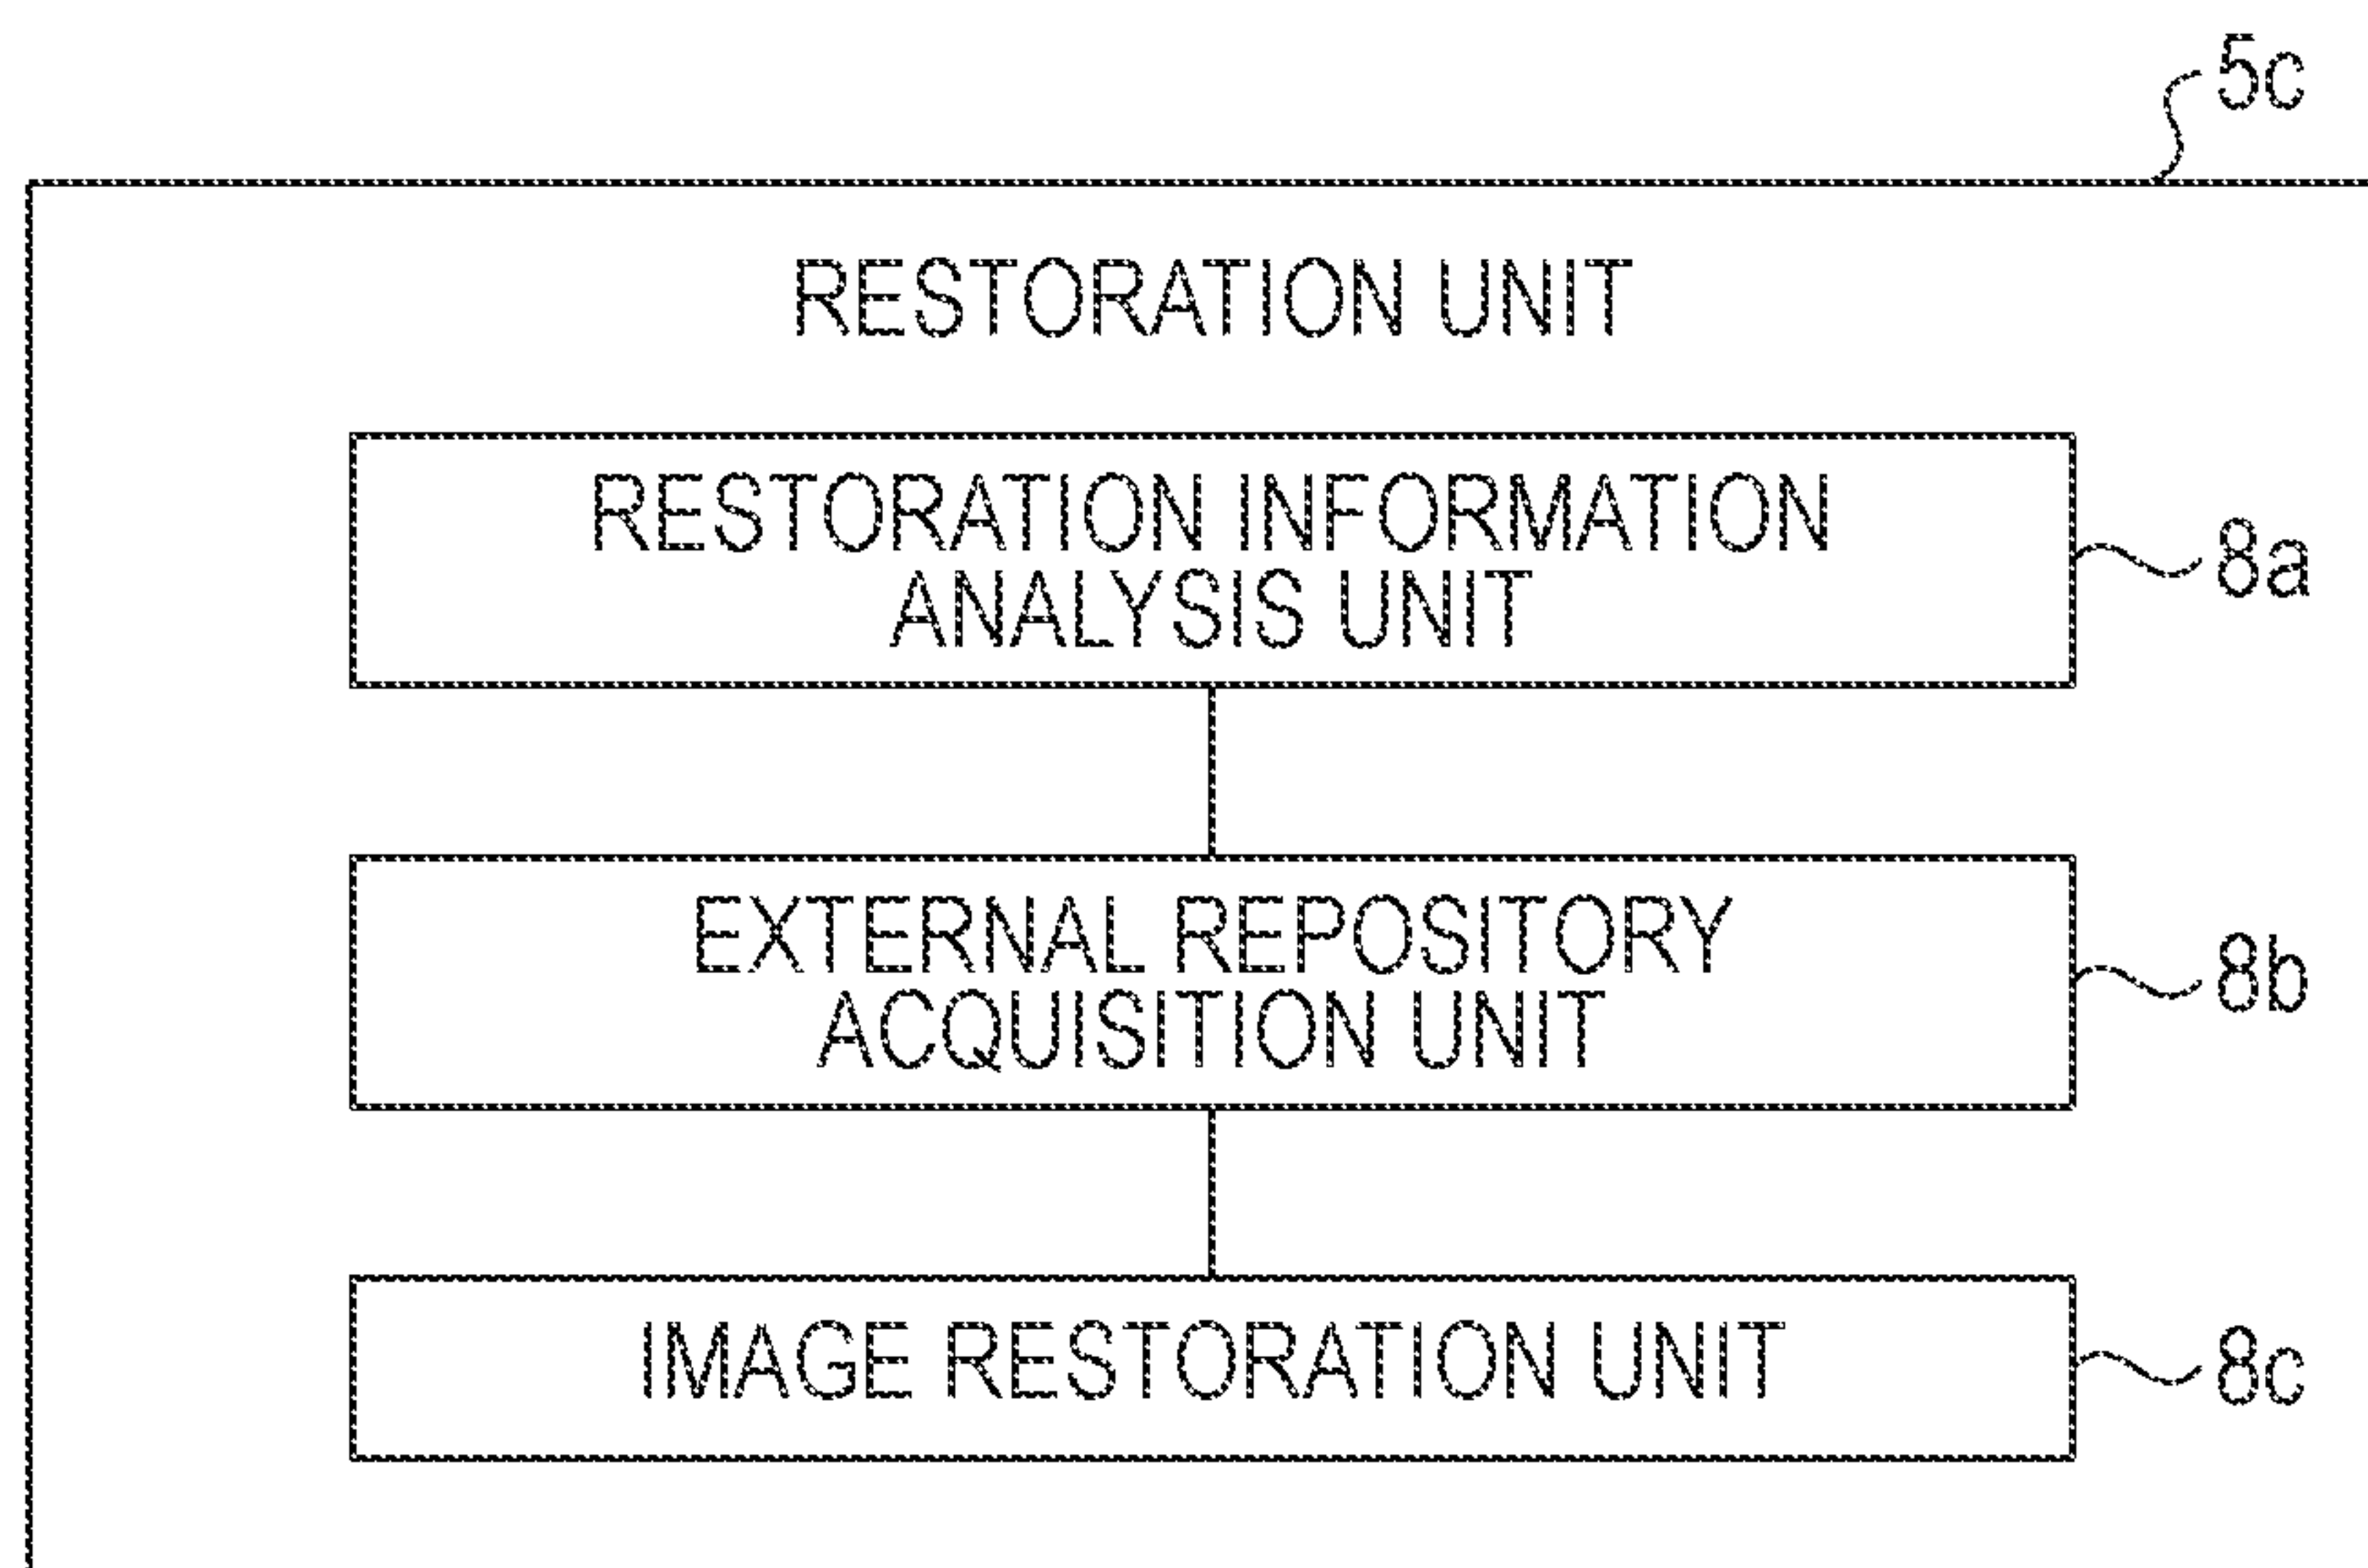 5c
RESTORATION UNIT
RESTORATION INFORMATION
ANALYSIS UNIT
8a
EXTERNAL REPOSITORY
ACQUISITION UNIT
8b
IMAGE RESTORATION UNIT
8c